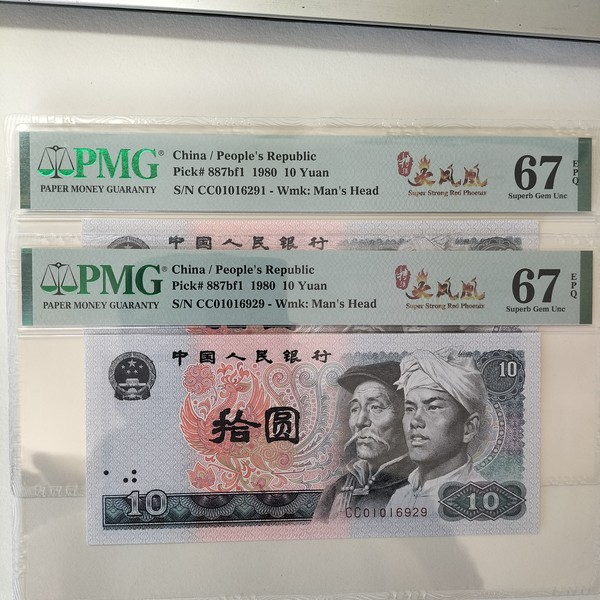 PMG®
PAPER MONEY GUARANTY
China / People's Republic
Pick# 887bf1 1980 10 Yuan
S/N CC01016291 - Wmk: Man's Head
火凤凰
Super Strong Red Phoenix
67
EPQ
Superb Gem Unc
中国人民银行
PMG®
PAPER MONEY GUARANTY
China / People's Republic
Pick# 887bf1 1980 10 Yuan
S/N CC01016929 - Wmk: Man's Head
火凤凰
Super Strong Red Phoenix
67
EPQ
Superb Gem Unc
中国人民银行
10
拾圆
10
CC01016929
10